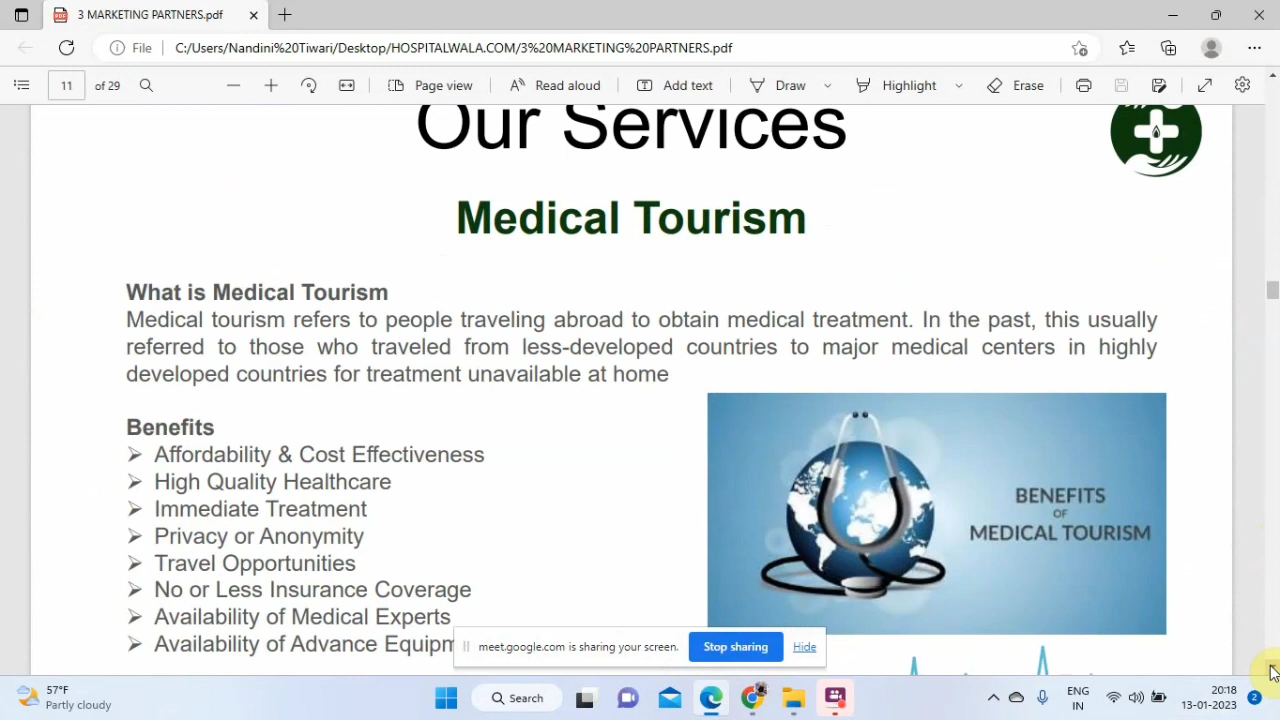 3 MARKETING PARTNERS.pdf
File
C:/Users/Nandini%20Tiwari/Desktop/HOSPITALWALA.COM/3%20MARKETING%20PARTNERS.pdf
11 of 29
Page view
Read aloud
Add text
Draw
Highlight
Erase
Our Services
Medical Tourism
What is Medical Tourism
Medical tourism refers to people traveling abroad to obtain medical treatment. In the past, this usually
referred to those who traveled from less-developed countries to major medical centers in highly
developed countries for treatment unavailable at home
Benefits
➢ Affordability & Cost Effectiveness
➢ High Quality Healthcare
➢ Immediate Treatment
➢ Privacy or Anonymity
➢ Travel Opportunities
➢ No or Less Insurance Coverage
➢ Availability of Medical Experts
➢ Availability of Advance
BENEFITS
OF
MEDICAL TOURISM
meet.google.com is sharing your screen.
Stop sharing
Hide
57°F
Partly cloudy
Search
ENG
IN
20:18
13-01-2023
2